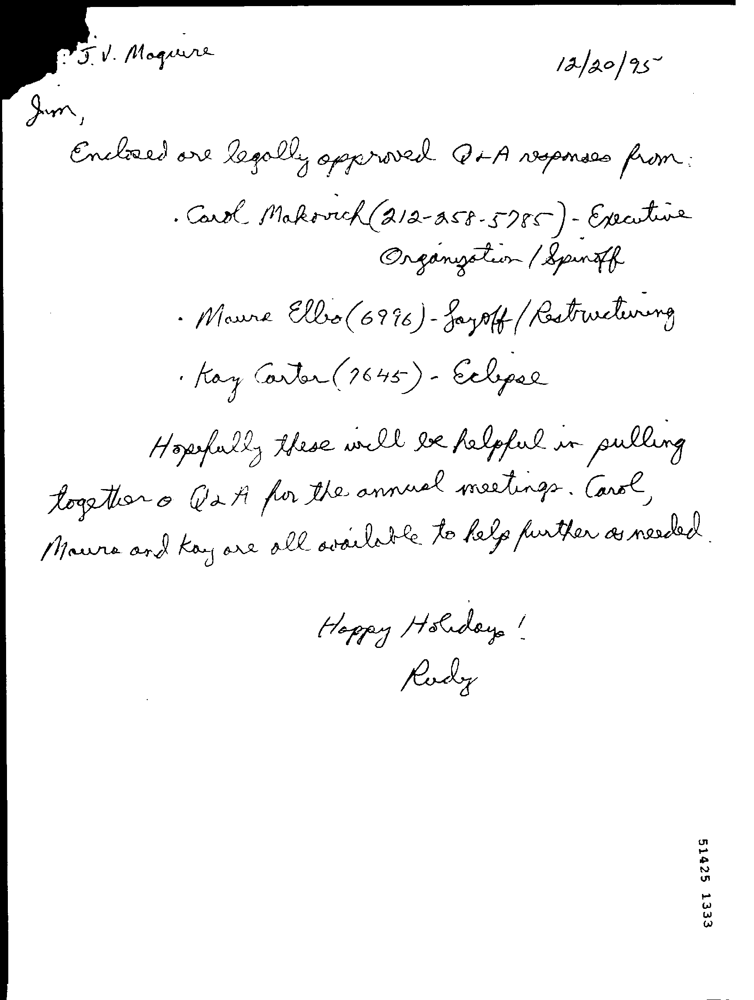 : J. V. Maguire
12/20/95
Jim,
Enclosed are legally approved Q&A responses from:
· Carol Makovich (212-258-5785) - Executive
Organization / Spinoff
· Maura Ellis (6996) - Layoff / Restructuring
· Kay Carter (7645) - Eclipse
Hopefully these will be helpful in pulling
together a Q&A for the annual meetings. Carol,
Maura and Kay are all available to help further as needed.
Happy Holidays!
Rudy
51425 1333